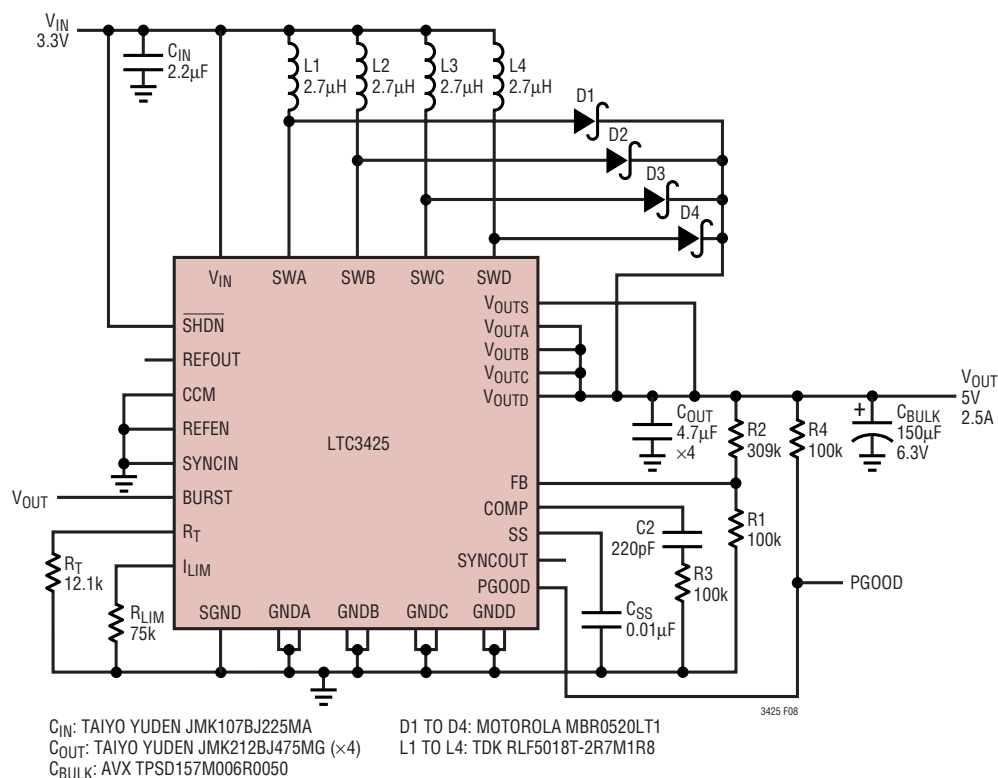 VIN
3.3V
CIN
2.2µF
L1
2.7µH
L2
2.7µH
L3
2.7µH
L4
2.7µH
D1
D2
D3
D4
VIN
SWA
SWB
SWC
SWD
SHDN
REFOUT
CCM
REFEN
SYNCIN
BURST
RT
ILIM
VOUT
LTC3425
VOUTS
VOUTA
VOUTB
VOUTC
VOUTD
FB
COMP
SS
SYNCOUT
PGOOD
SGND
GNDA
GNDB
GNDC
GNDD
RT
12.1k
RLIM
75k
COUT
4.7µF
×4
R2
309k
R4
100k
+
CBULK
150µF
6.3V
VOUT
5V
2.5A
R1
100k
C2
220pF
R3
100k
CSS
0.01µF
PGOOD
3425 F08
CIN: TAIYO YUDEN JMK107BJ225MA
COUT: TAIYO YUDEN JMK212BJ475MG (×4)
CBULK: AVX TPSD157M006R0050
D1 TO D4: MOTOROLA MBR0520LT1
L1 TO L4: TDK RLF5018T-2R7M1R8